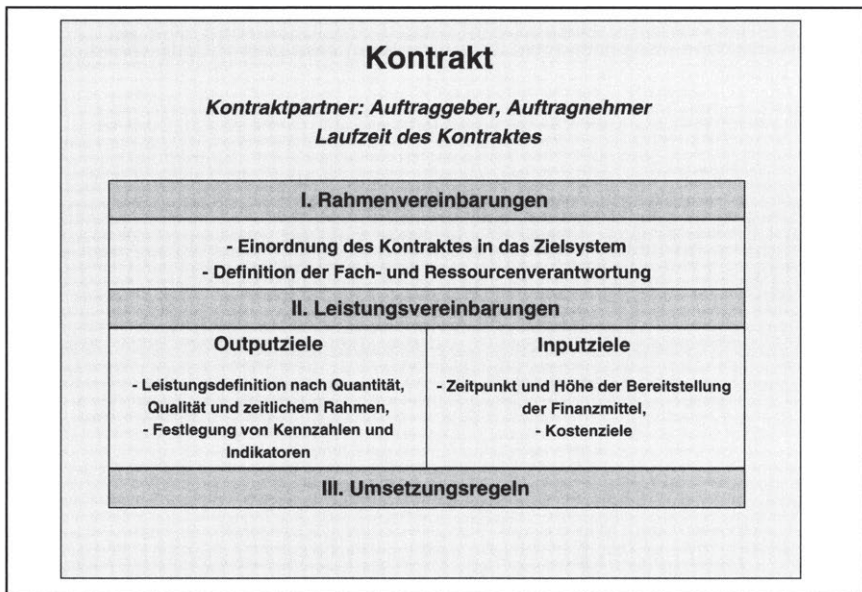 Kontrakt
Kontraktpartner: Auftraggeber, Auftragnehmer
Laufzeit des Kontraktes
I. Rahmenvereinbarungen
- Einordnung des Kontraktes in das Zielsystem
- Definition der Fach- und Ressourcenverantwortung
II. Leistungsvereinbarungen
Outputziele
- Leistungsdefinition nach Quantität,
Qualität und zeitlichem Rahmen,
- Festlegung von Kennzahlen und
Indikatoren
Inputziele
- Zeitpunkt und Höhe der Bereitstellung
der Finanzmittel,
- Kostenziele
III. Umsetzungsregeln